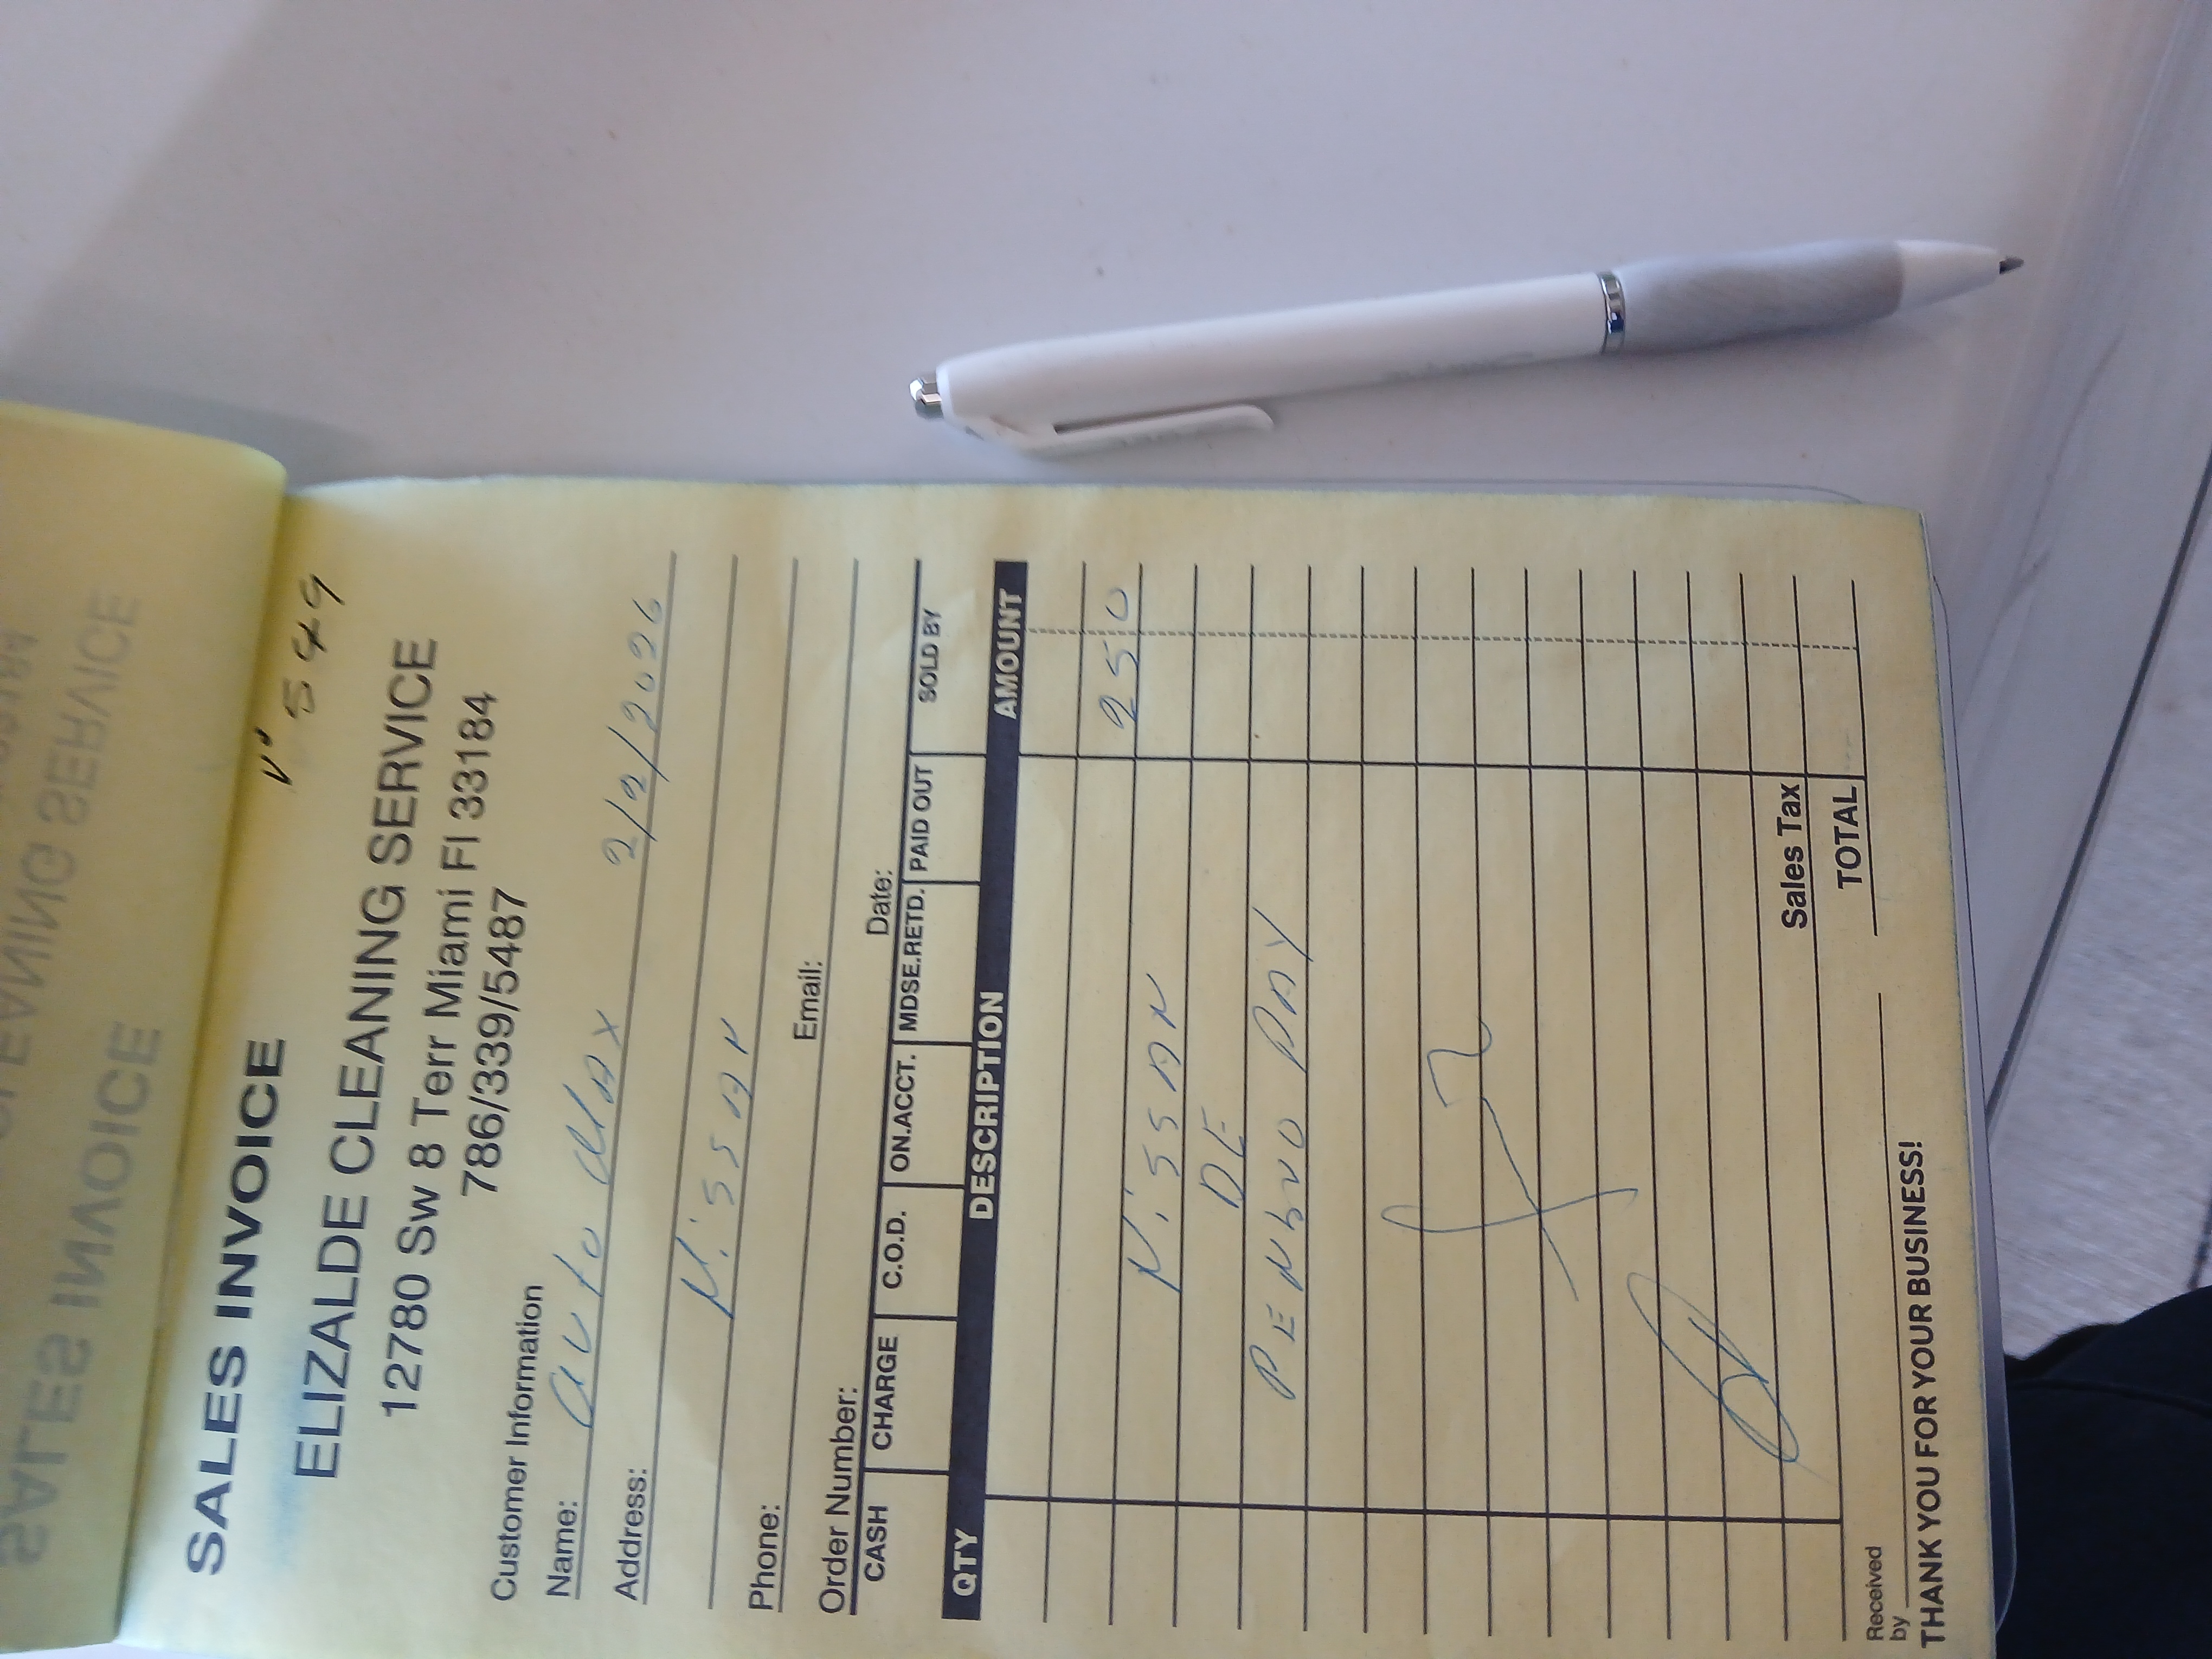 Nº 549
SALES INVOICE
ELIZALDE CLEANING SERVICE
12780 Sw 8 Terr Miami Fl 33184
786/339/5487
Customer Information
Name: Auto Max
Address: 2/2/2026
Nissan
Phone: Email:
Order Number: Date:
CASH CHARGE C.O.D. ON.ACCT. MDSE.RETD. PAID OUT SOLD BY
QTY DESCRIPTION AMOUNT
Nissan 250
DE
Sales Tax
TOTAL
Received
by
THANK YOU FOR YOUR BUSINESS!
SALES INVOICE
CLEANING SERVICE